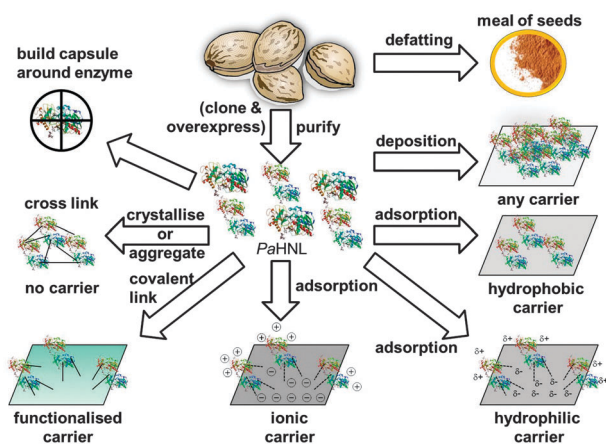 meal of seeds
defatting
build capsule
around enzyme
(clone &
overexpress)
purify
deposition
any carrier
cross link
crystallise
or
aggregate
no carrier
PaHNL
adsorption
hydrophobic
carrier
covalent
link
adsorption
adsorption
+ + + + + +
- - - - - - - -
δ+ δ+ δ+ δ+ δ+ δ+
δ- δ- δ- δ- δ- δ- δ-
functionalised
carrier
ionic
carrier
hydrophilic
carrier